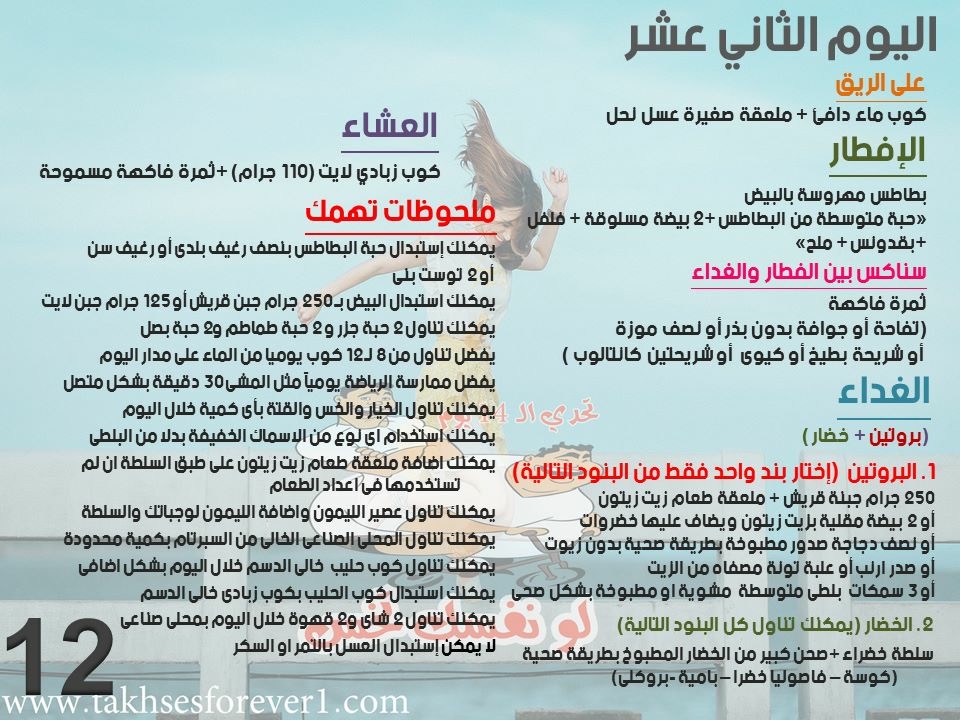 اليوم الثاني عشر
على الريق
كوب ماء دافئ + ملعقة صغيرة عسل نحل
الإفطار
بطاطس مهروسة بالبيض
«حبة متوسطة من البطاطس +2 بيضة مسلوقة + فلفل
+بقدونس + ملح»
سناكس بين الفطار والغداء
ثمرة فاكهة
(تفاحة أو جوافة بدون بذر أو نصف موزة
أو شريحة بطيخ أو كيوى أو شريحتين كانتالوب )
الغداء
(بروتين + خضار)
1. البروتين (إختار بند واحد فقط من البنود التالية)
250 جرام جبنة قريش + ملعقة طعام زيت زيتون
أو 2 بيضة مقلية بزيت زيتون ويضاف عليها خضروات
أو نصف دجاجة صدور مطبوخة بطريقة صحية بدون زيوت
أو صدر ارنب أو علبة تونة مصفاه من الزيت
أو 3 سمكات بلطي متوسطة مشوية او مطبوخة بشكل صحى
2. الخضار (يمكنك تناول كل البنود التالية)
سلطة خضراء +صحن كبير من الخضار المطبوخ بطريقة صحية
(كوسة – فاصوليا خضرا – بامية -بروكلى)
العشاء
كوب زبادي لايت (110 جرام) +ثمرة فاكهة مسموحة
ملحوظات تهمك
يمكنك إستبدال حبة البطاطس بنصف رغيف بلدى أو رغيف سن
أو 2 توست بنى
يمكنك استبدال البيض بـ250 جرام جبن قريش أو 125 جرام جبن لايت
يمكنك تناول 2 حبة جزر و 2 حبة طماطم و2 حبة بصل
يفضل تناول من 8 لـ12 كوب يوميا من الماء على مدار اليوم
يفضل ممارسة الرياضة يومياً مثل المشى30 دقيقة بشكل متصل
يمكنك تناول الخيار والخس والقتة بأى كمية خلال اليوم
يمكنك استخدام اى نوع من الاسماك الخفيفة بدلا من البلطى
يمكنك اضافة ملعقة طعام زيت زيتون على طبق السلطة ان لم
تستخدمها فى اعداد الطعام
يمكنك تناول عصير الليمون واضافة الليمون لوجباتك والسلطة
يمكنك تناول المحلى الصناعى الخالى من السبرتام بكمية محدودة
يمكنك تناول كوب حليب خالى الدسم خلال اليوم بشكل اضافى
يمكنك استبدال كوب الحليب بكوب زبادى خالى الدسم
يمكنك تناول 2 شاى و2 قهوة خلال اليوم بمحلى صناعى
لا يمكن إستبدال العسل بالتمر او السكر
تحدي الـ 14 يوم
لو نفسك تخس
12
www.takhsesforever1.com